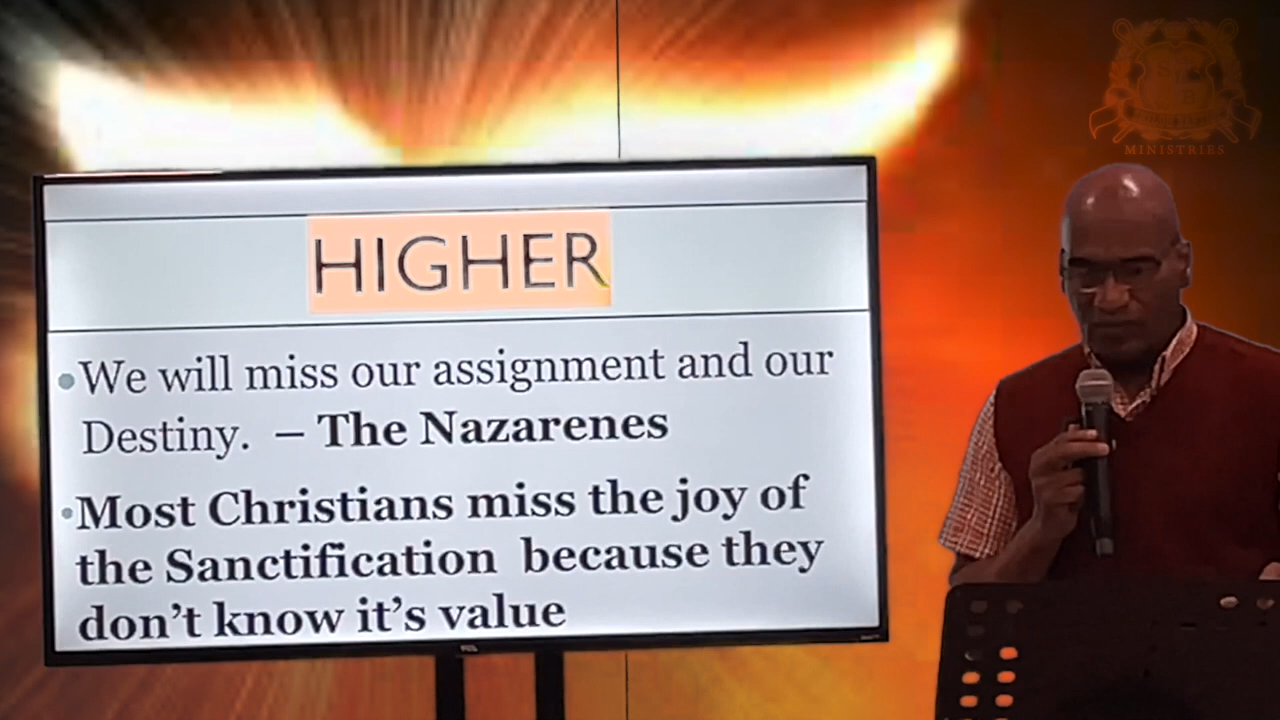 HIGHER
•We will miss our assignment and our
Destiny. – The Nazarenes
•Most Christians miss the joy of
the Sanctification because they
don't know it's value
TCL
MINISTRIES